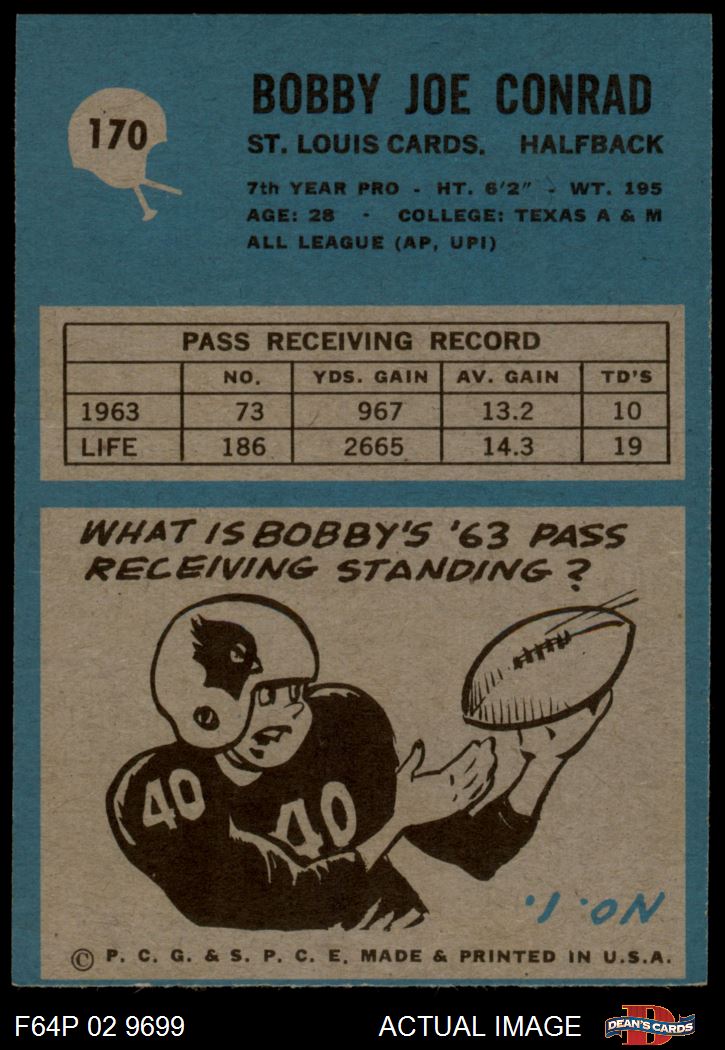 170
BOBBY JOE CONRAD
ST. LOUIS CARDS. HALFBACK
7th YEAR PRO - HT. 6'2" - WT. 195
AGE: 28 - COLLEGE: TEXAS A & M
ALL LEAGUE (AP, UPI)
PASS RECEIVING RECORD
NO. YDS. GAIN AV. GAIN TD'S
1963 73 967 13.2 10
LIFE 186 2665 14.3 19
WHAT IS BOBBY'S '63 PASS
RECEIVING STANDING?
40 40
NO. 1.
© P. C. G. & S. P. C. E. MADE & PRINTED IN U.S.A.
F64P 02 9699 ACTUAL IMAGE DEAN'S CARDS